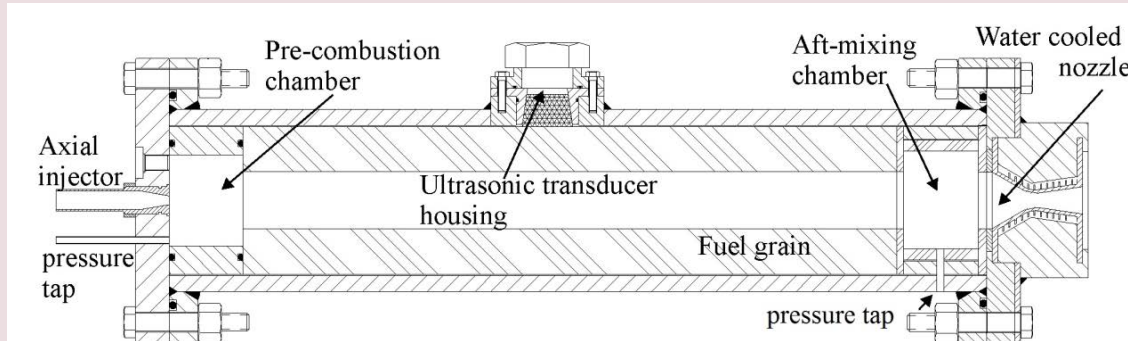 Pre-combustion
chamber
Aft-mixing
chamber
Water cooled
nozzle
Axial
injector
Ultrasonic transducer
housing
Fuel grain
pressure
tap
pressure tap